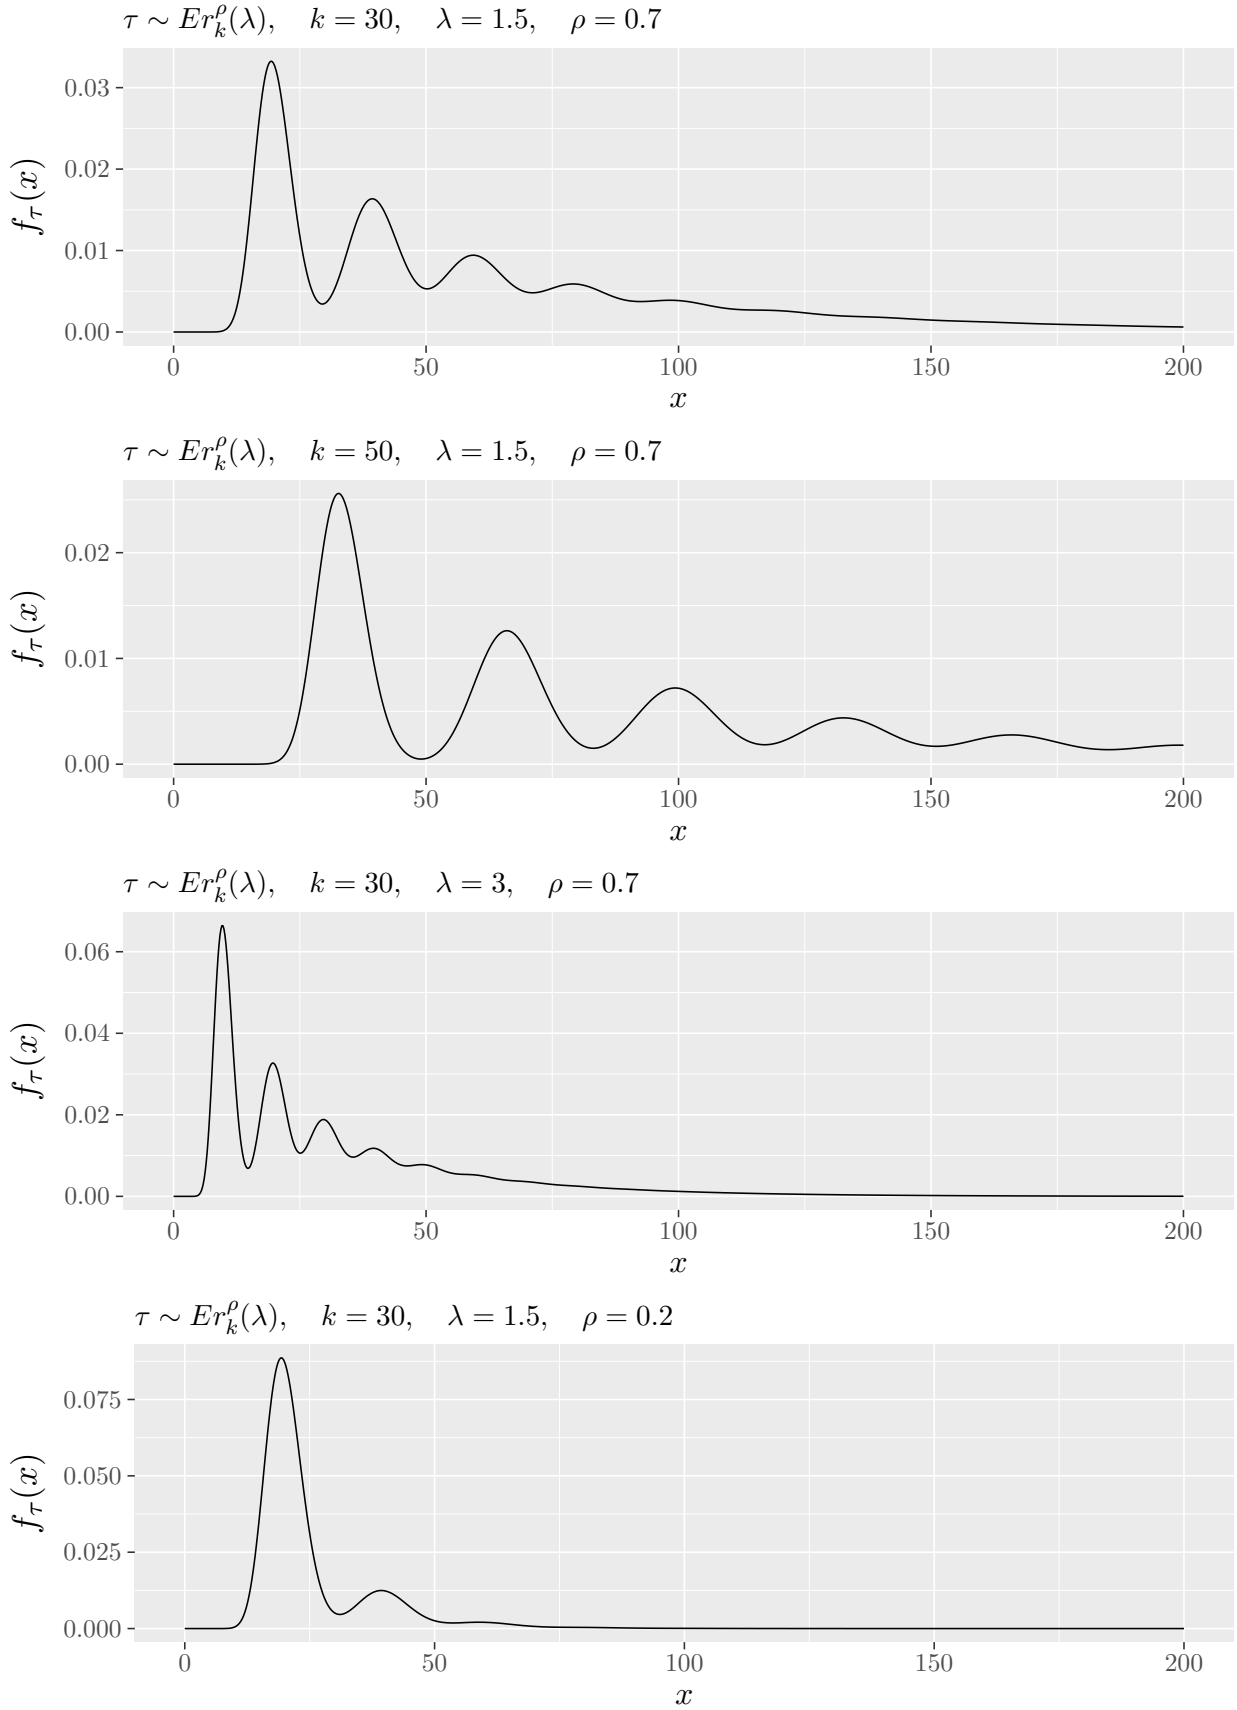 τ ∼ Er_k^ρ(λ), k = 30, λ = 1.5, ρ = 0.7
f_τ(x)
0.03
0.02
0.01
0.00
0 50 100 150 200
x
τ ∼ Er_k^ρ(λ), k = 50, λ = 1.5, ρ = 0.7
f_τ(x)
0.02
0.01
0.00
0 50 100 150 200
x
τ ∼ Er_k^ρ(λ), k = 30, λ = 3, ρ = 0.7
f_τ(x)
0.06
0.04
0.02
0.00
0 50 100 150 200
x
τ ∼ Er_k^ρ(λ), k = 30, λ = 1.5, ρ = 0.2
f_τ(x)
0.075
0.050
0.025
0.000
0 50 100 150 200
x